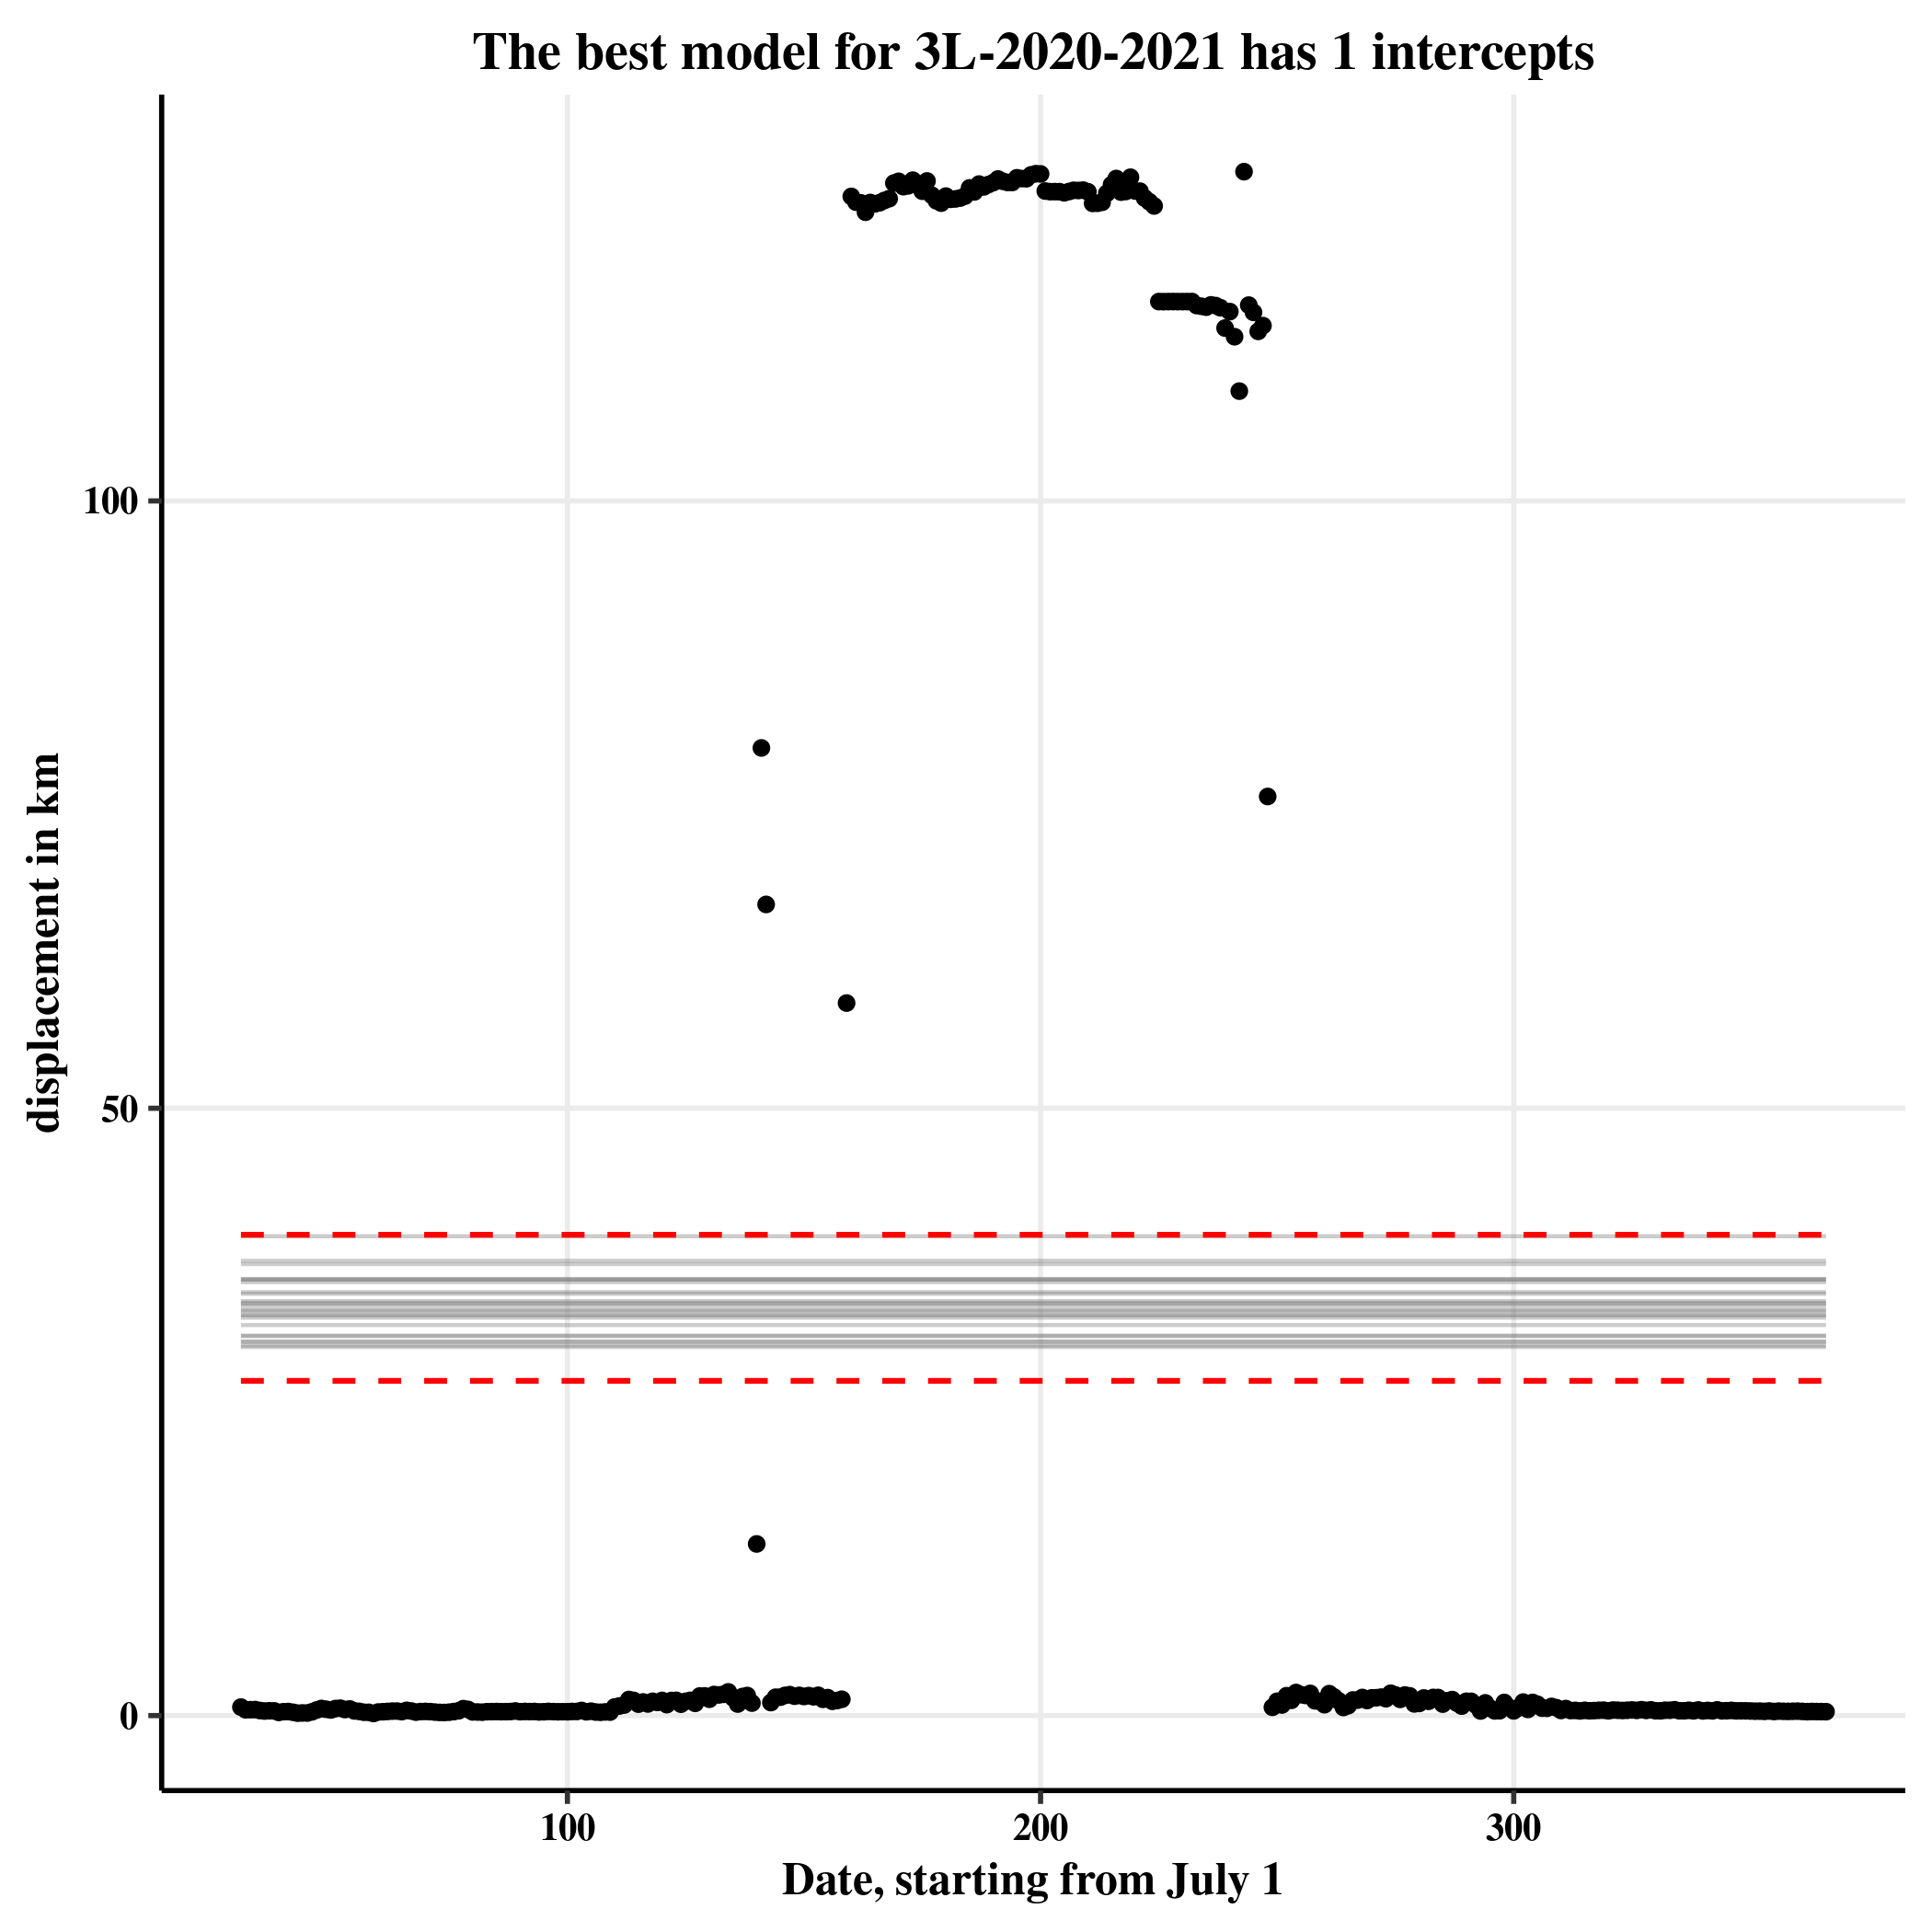 The best model for 3L-2020-2021 has 1 intercepts
displacement in km
100
50
0
100
200
300
Date, starting from July 1